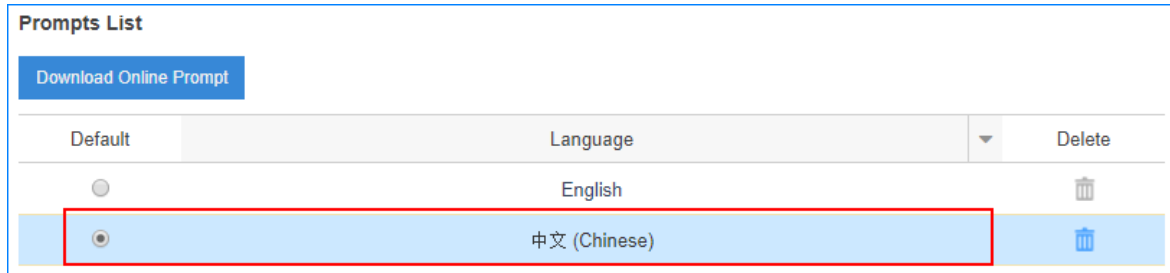 Prompts List
Download Online Prompt
Default Language Delete
English
中文 (Chinese)